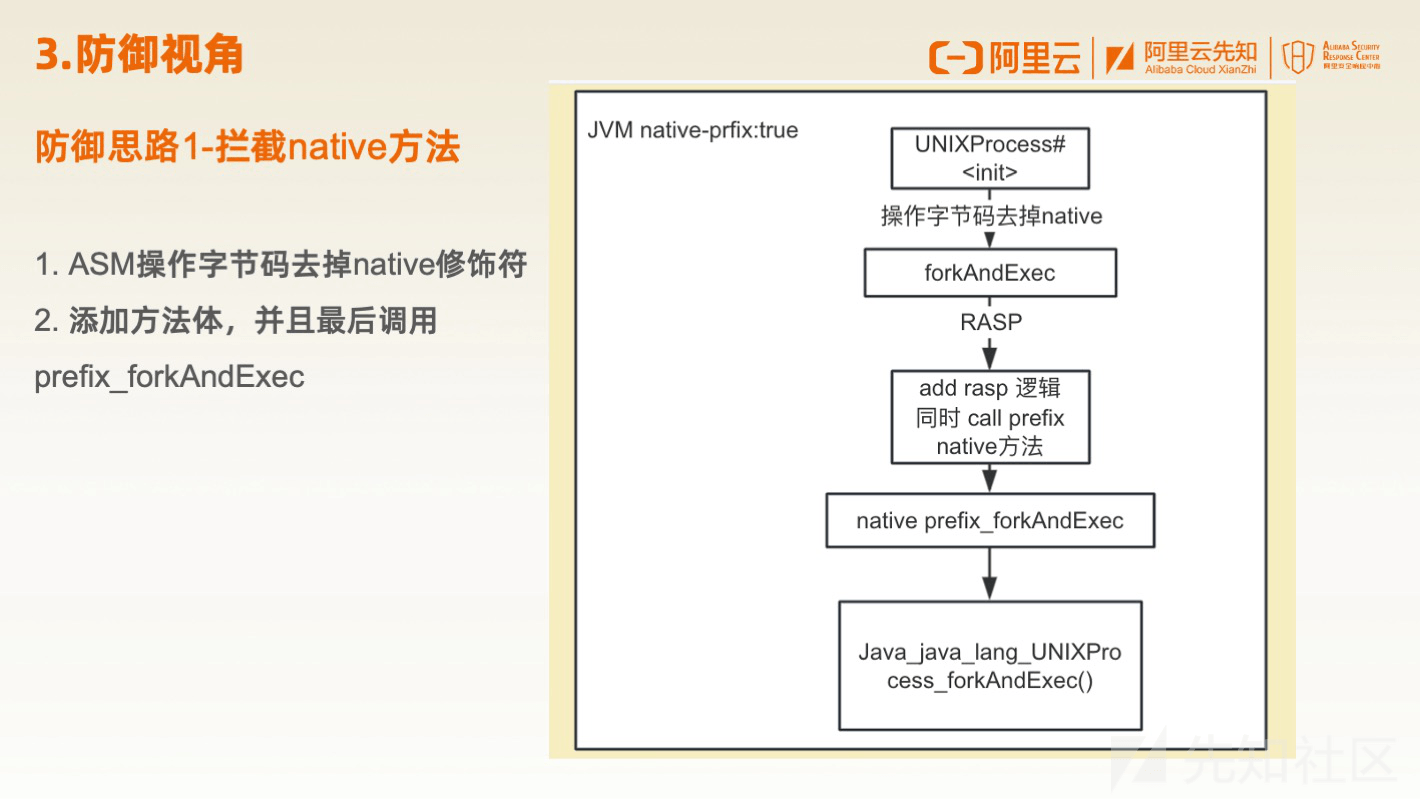 3.防御视角
阿里云
阿里云先知
Alibaba Cloud XianZhi
ALIBABA SECURITY
RESPONSE CENTER
阿里安全响应中心
防御思路1-拦截native方法
1. ASM操作字节码去掉native修饰符
2. 添加方法体，并且最后调用
prefix_forkAndExec
JVM native-prfix:true
UNIXProcess#
<init>
操作字节码去掉native
forkAndExec
RASP
add rasp 逻辑
同时 call prefix
native方法
native prefix_forkAndExec
Java_java_lang_UNIXPro
cess_forkAndExec()
先知社区